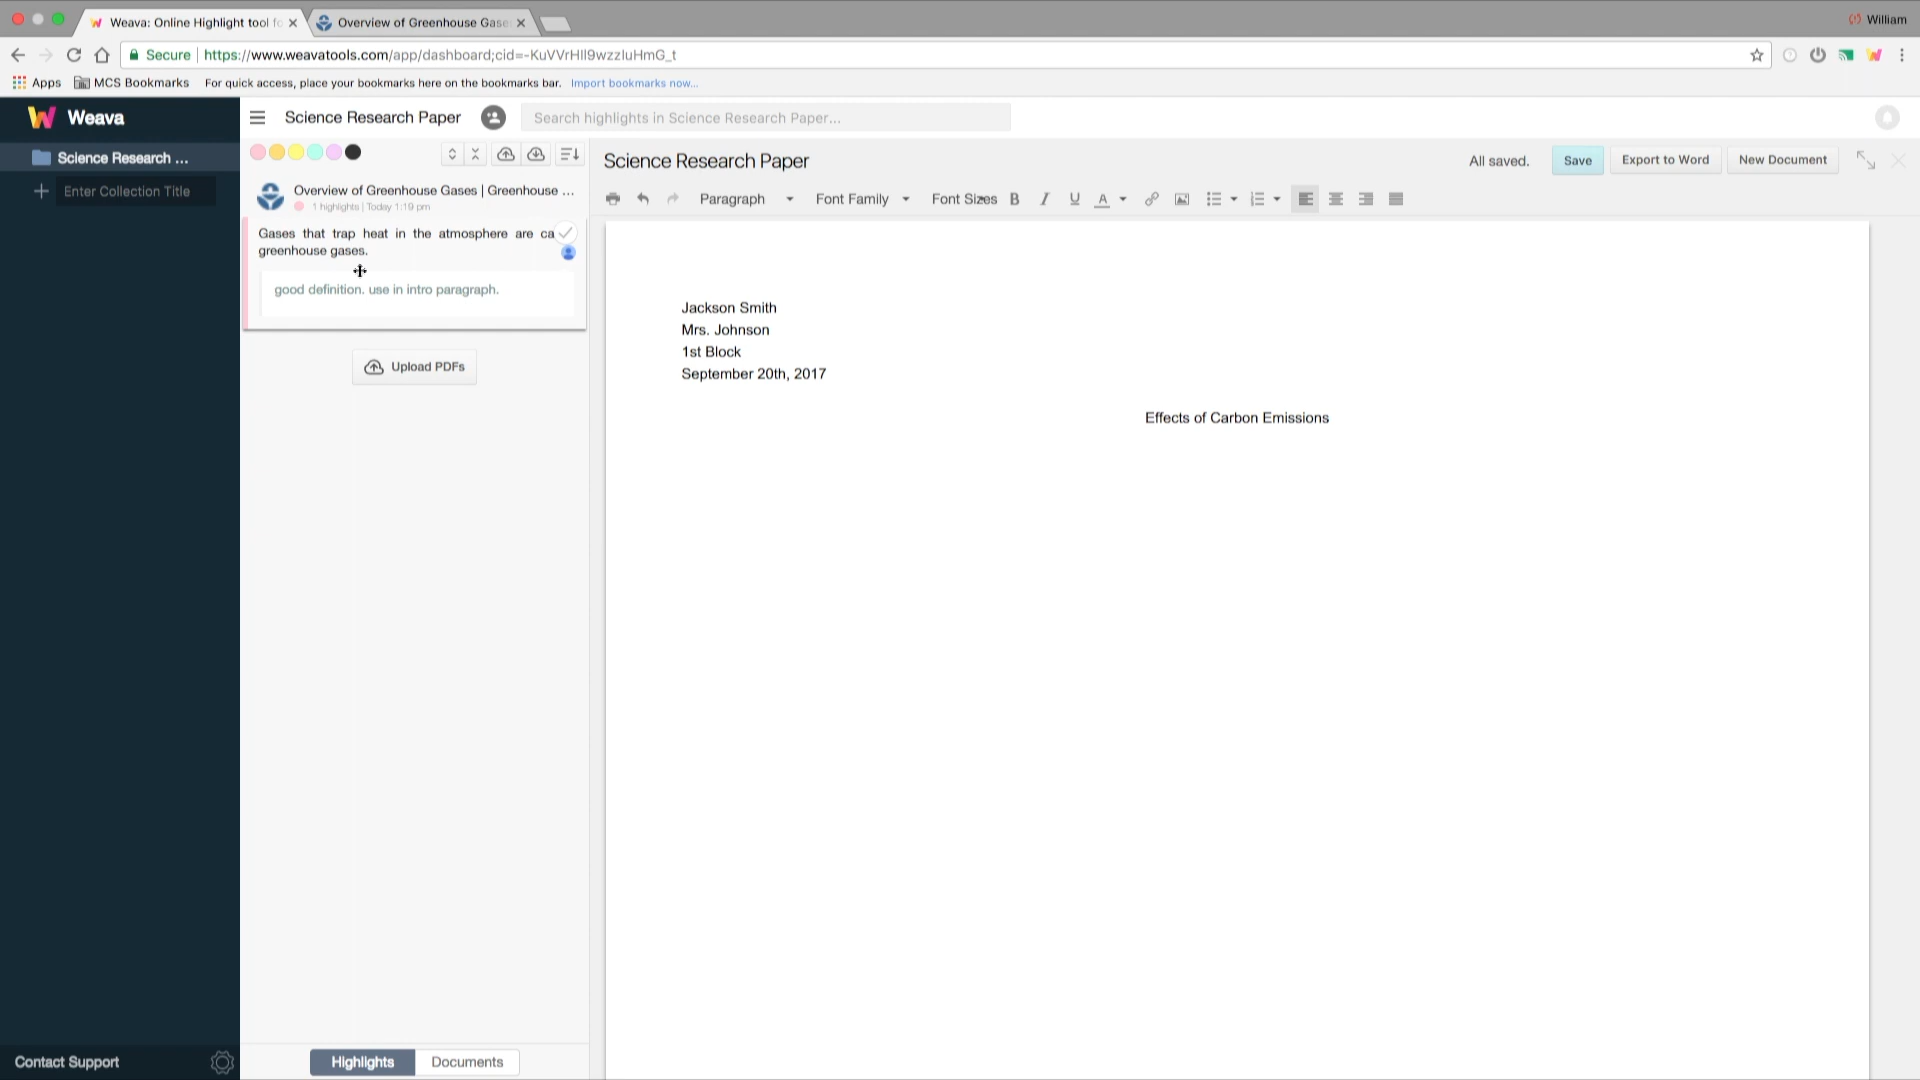 Weava: Online Highlight tool fo
Overview of Greenhouse Gase
William
Secure
https://www.weavatools.com/app/dashboard;cid=-KuVVrHll9wzzIuHmG_t
Apps
MCS Bookmarks
For quick access, place your bookmarks here on the bookmarks bar.
Import bookmarks now...
Weava
Science Research Paper
Search highlights in Science Research Paper...
Science Research ...
Enter Collection Title
Overview of Greenhouse Gases | Greenhouse ...
1 highlights | Today 1:19 pm
Gases that trap heat in the atmosphere are ca
greenhouse gases.
good definition. use in intro paragraph.
Upload PDFs
Science Research Paper
All saved.
Save
Export to Word
New Document
Paragraph
Font Family
Font Sizes
B
I
U
A
Jackson Smith
Mrs. Johnson
1st Block
September 20th, 2017
Effects of Carbon Emissions
Contact Support
Highlights
Documents